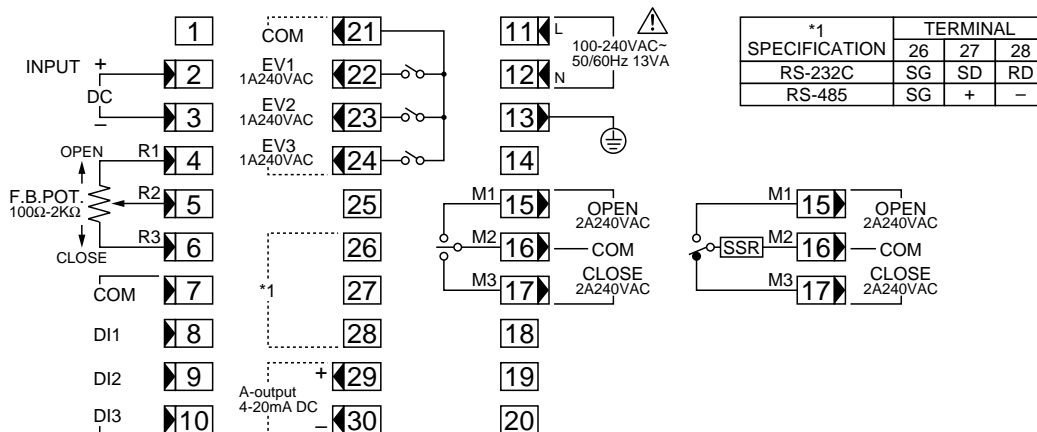 1
INPUT + 2
DC
− 3
OPEN R1 4
F.B.POT. R2 5
100Ω-2KΩ
CLOSE R3 6
COM 7
DI1 8
DI2 9
DI3 10
COM 21
EV1 22
1A240VAC
EV2 23
1A240VAC
EV3 24
1A240VAC
25
26
*1 27
28
A-output + 29
4-20mA DC
− 30
11 L
100-240VAC~
50/60Hz 13VA
12 N
13
14
M1 15 OPEN
2A240VAC
M2 16 COM
M3 17 CLOSE
2A240VAC
18
19
20
M1 15 OPEN
2A240VAC
SSR M2 16 COM
M3 17 CLOSE
2A240VAC
*1 TERMINAL
SPECIFICATION 26 27 28
RS-232C SG SD RD
RS-485 SG + −